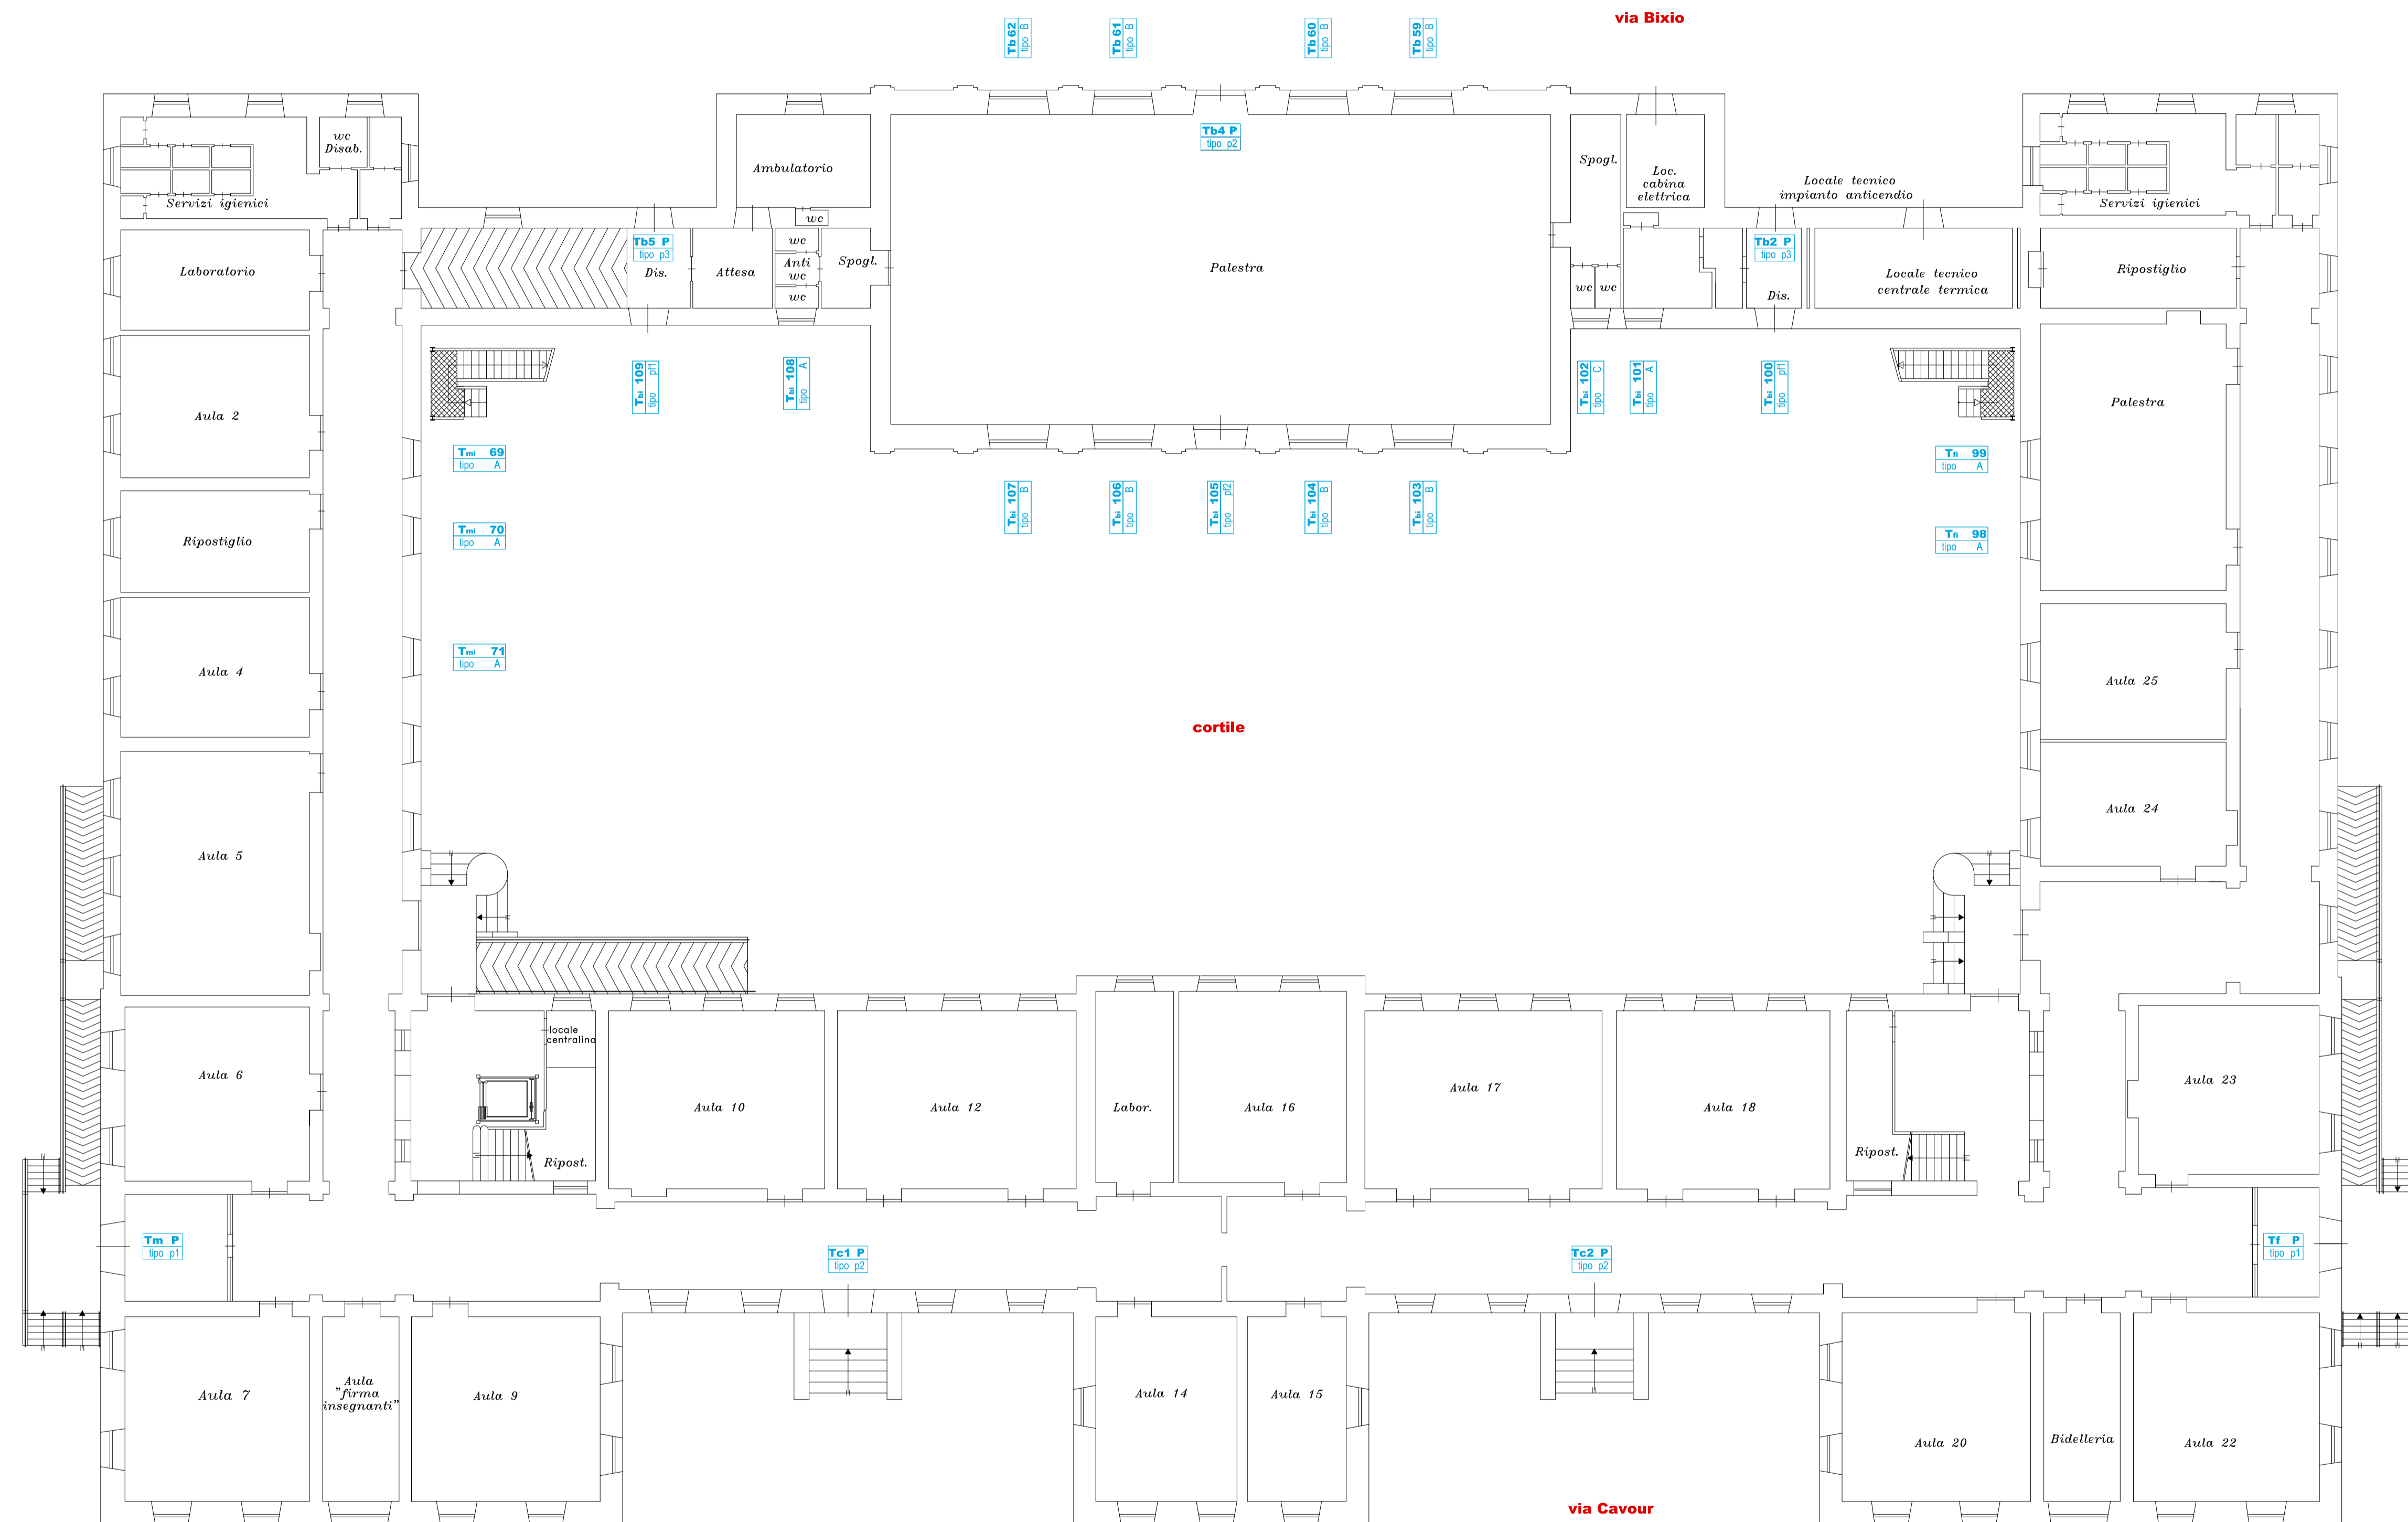 via Bixio
Tb 62
tipo B
Tb 61
tipo B
Tb 60
tipo B
Tb 59
tipo B
wc
Disab.
Servizi igienici
Ambulatorio
wc
Tb4 P
tipo p2
Spogl.
Loc.
cabina
elettrica
Locale tecnico
impianto anticendio
Servizi igienici
Laboratorio
Tb5 P
tipo p3
Dis.
Attesa
wc
Anti
wc
wc
Spogl.
Palestra
wc
wc
Tb2 P
tipo p3
Dis.
Locale tecnico
centrale termica
Ripostiglio
Aula 2
Tbi 109
tipo pf1
Tbi 108
tipo A
Tbi 102
tipo C
Tbi 101
tipo A
Tbi 100
tipo pf1
Palestra
Tmi 69
tipo A
Tfi 99
tipo A
Tbi 107
tipo B
Tbi 106
tipo B
Tbi 105
tipo pf2
Tbi 104
tipo B
Tbi 103
tipo B
Ripostiglio
Tmi 70
tipo A
Tfi 98
tipo A
Aula 4
Tmi 71
tipo A
Aula 25
cortile
Aula 24
Aula 5
locale
centralina
Aula 6
Aula 10
Aula 12
Labor.
Aula 16
Aula 17
Aula 18
Aula 23
Ripost.
Ripost.
Tm P
tipo p1
Tc1 P
tipo p2
Tc2 P
tipo p2
Tf P
tipo p1
Aula 7
Aula
"firma
insegnanti"
Aula 9
Aula 14
Aula 15
Aula 20
Bidelleria
Aula 22
via Cavour